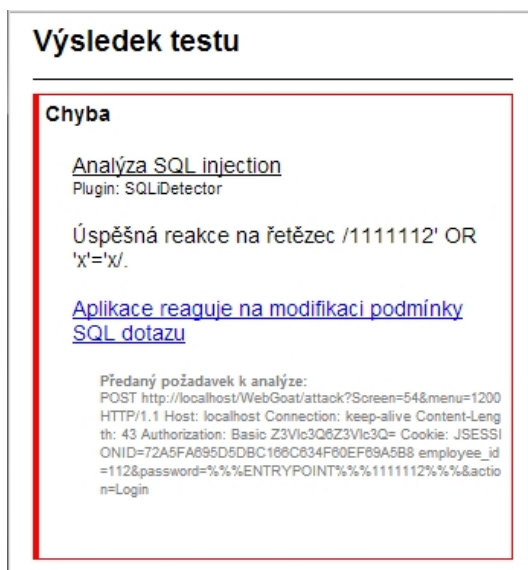 Výsledek testu
Chyba
Analýza SQL injection
Plugin: SQLiDetector
Úspěšná reakce na řetězec /1111112' OR
'x'='x/.
Aplikace reaguje na modifikaci podmínky
SQL dotazu
Předaný požadavek k analýze:
POST http://localhost/WebGoat/attack?Screen=54&menu=1200
HTTP/1.1 Host: localhost Connection: keep-alive Content-Leng
th: 43 Authorization: Basic Z3Vlc3Q6Z3Vlc3Q= Cookie: JSESSI
ONID=72A5FA695D5DBC166C634F60EF69A5B8 employee_id
=112&password=%%%ENTRYPOINT%%%1111112%%%&actio
n=Login